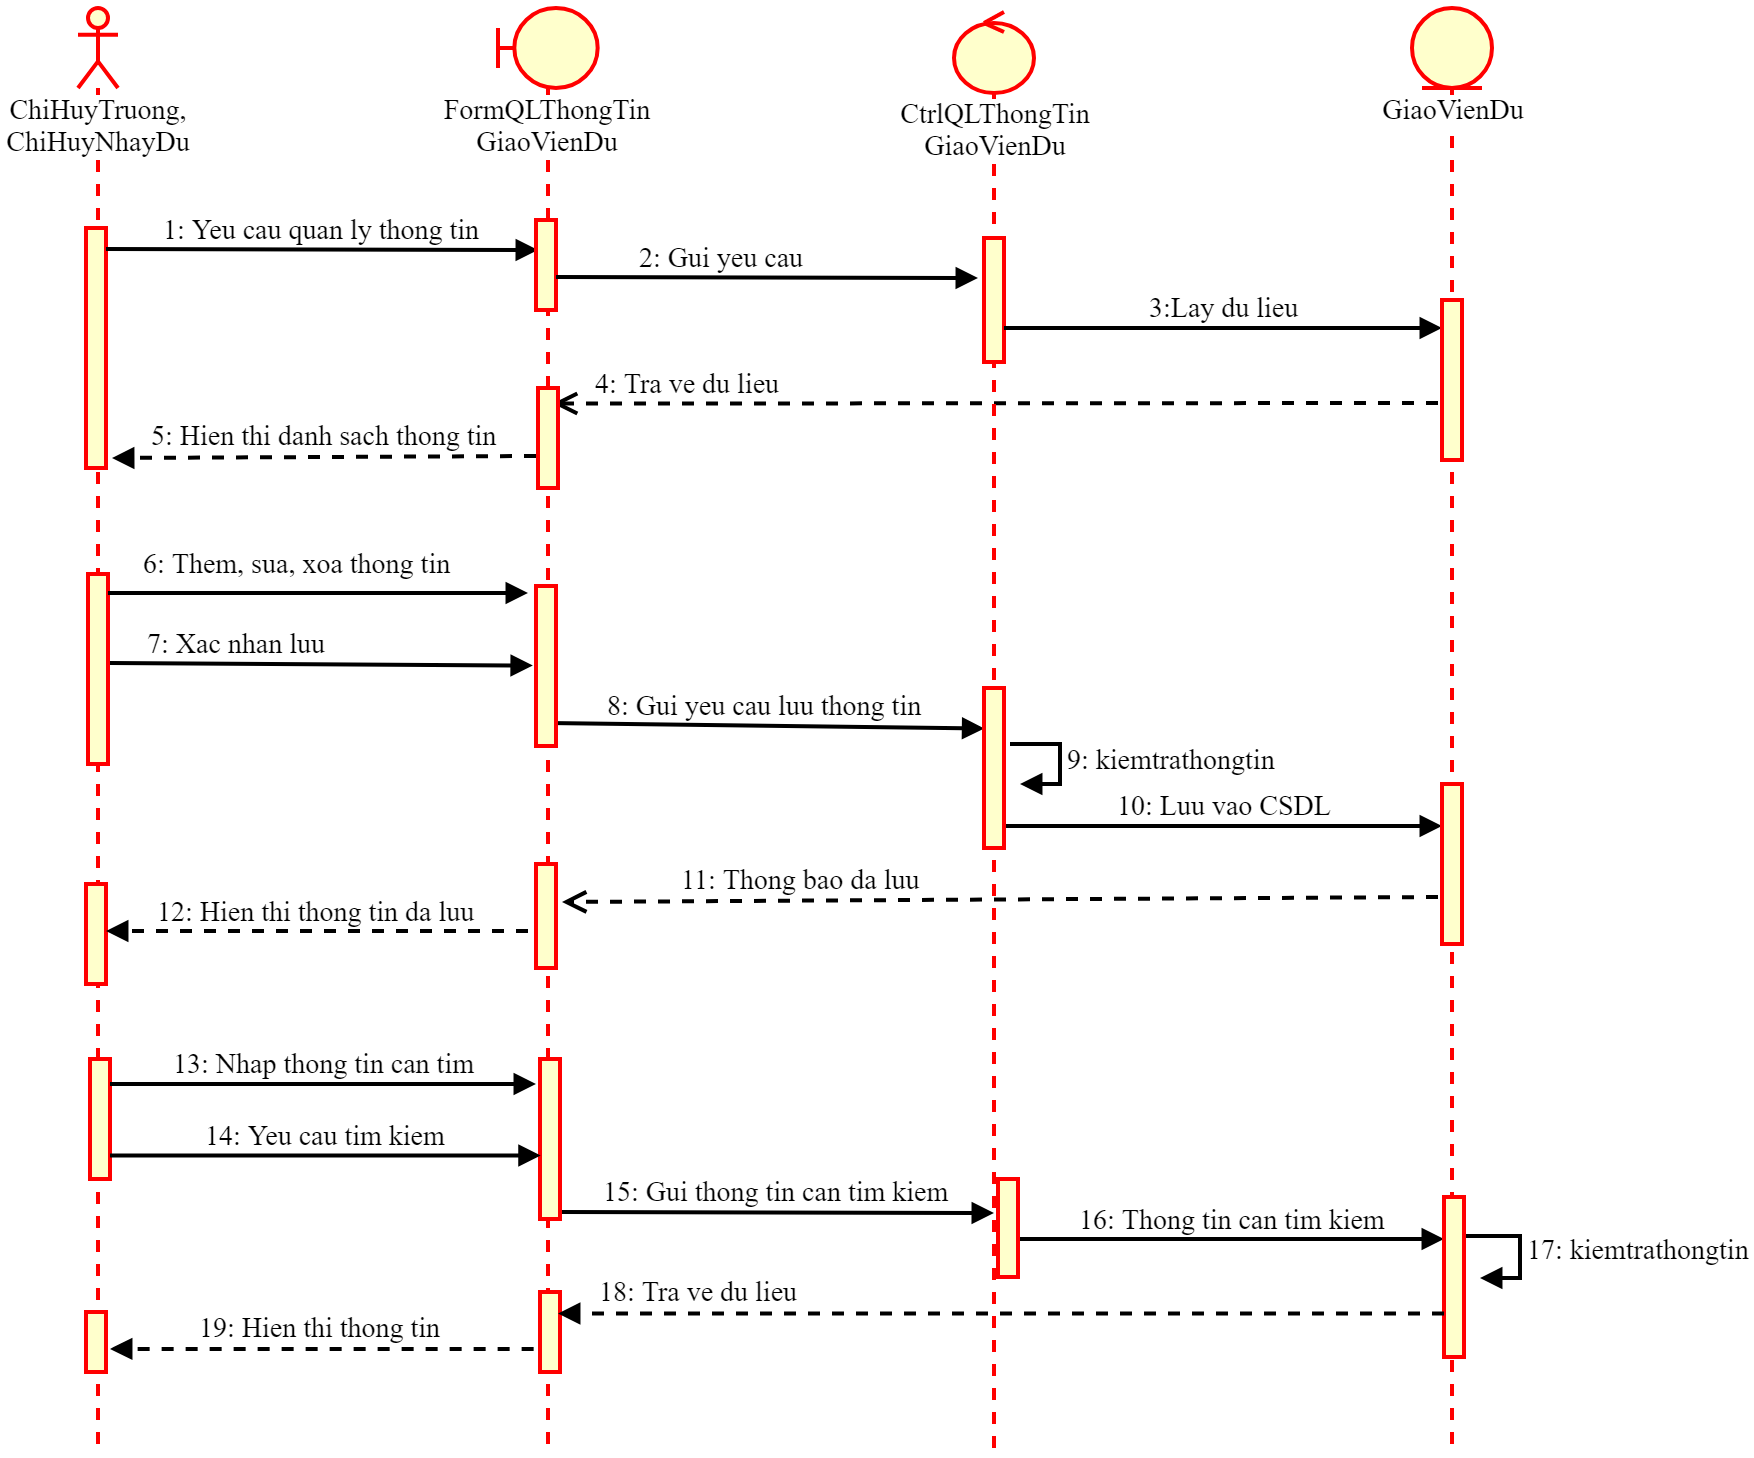 ChiHuyTruong,
ChiHuyNhayDu
FormQLThongTin
GiaoVienDu
CtrlQLThongTin
GiaoVienDu
GiaoVienDu
1: Yeu cau quan ly thong tin
2: Gui yeu cau
3:Lay du lieu
4: Tra ve du lieu
5: Hien thi danh sach thong tin
6: Them, sua, xoa thong tin
7: Xac nhan luu
8: Gui yeu cau luu thong tin
9: kiemtrathongtin
10: Luu vao CSDL
11: Thong bao da luu
12: Hien thi thong tin da luu
13: Nhap thong tin can tim
14: Yeu cau tim kiem
15: Gui thong tin can tim kiem
16: Thong tin can tim kiem
17: kiemtrathongtin
18: Tra ve du lieu
19: Hien thi thong tin